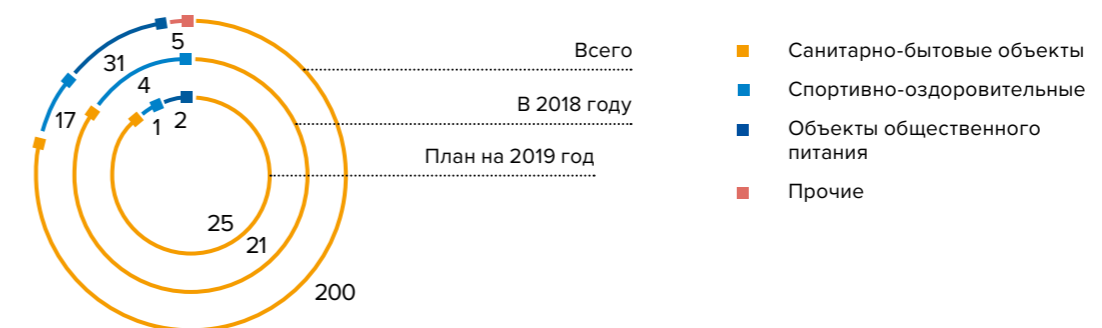 5
31
Всего
Санитарно-бытовые объекты
4
Спортивно-оздоровительные
17
1
2
В 2018 году
Объекты общественного
питания
План на 2019 год
Прочие
25
21
200